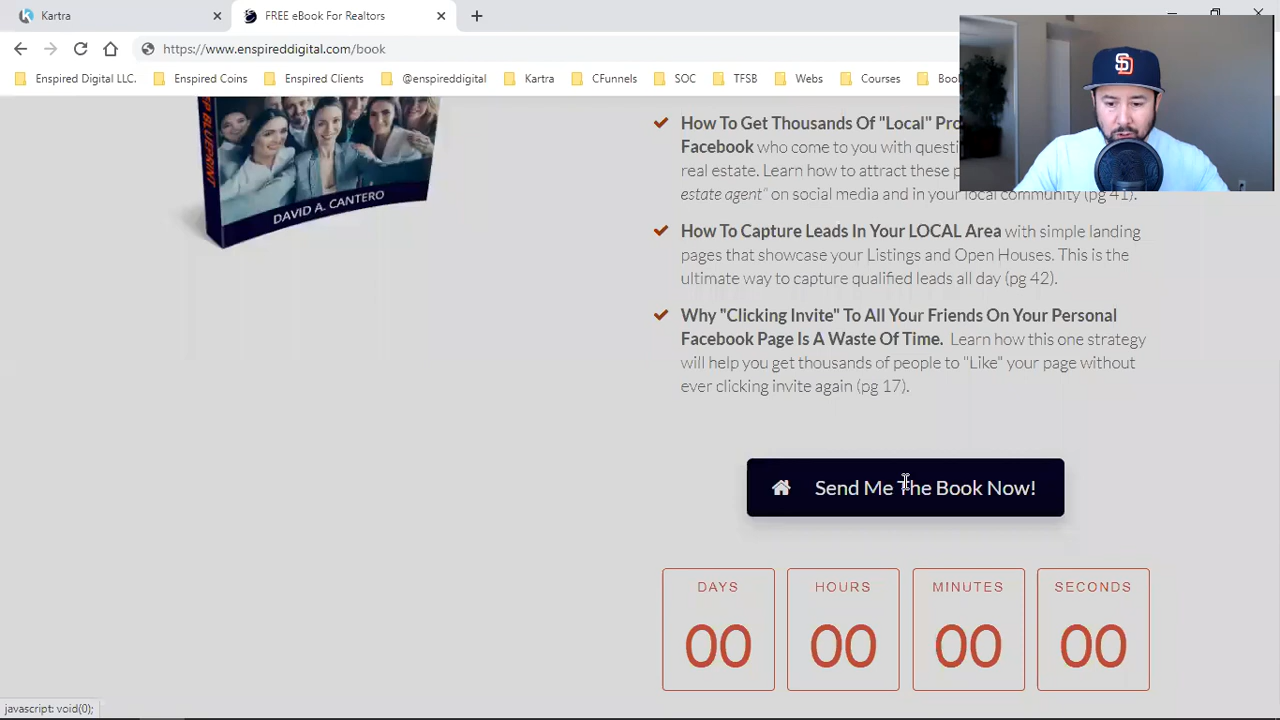 Kartra
FREE eBook For Realtors
https://www.enspireddigital.com/book
Enspired Digital LLC.
Enspired Coins
Enspired Clients
@enspireddigital
Kartra
CFunnels
SOC
TFSB
Webs
Courses
SD
How To Get Thousands Of "Local"
Facebook who come to you with
real estate. Learn how to attract these
estate agent" on social media and in your local community (pg 41).
How To Capture Leads In Your LOCAL Area with simple landing
pages that showcase your Listings and Open Houses. This is the
ultimate way to capture qualified leads all day (pg 42).
Why "Clicking Invite" To All Your Friends On Your Personal
Facebook Page Is A Waste Of Time. Learn how this one strategy
will help you get thousands of people to "Like" your page without
ever clicking invite again (pg 17).
BLUEPRINT
DAVID A. CANTERO
Send Me The Book Now!
DAYS
HOURS
MINUTES
SECONDS
00
00
00
00
javascript: void(0);